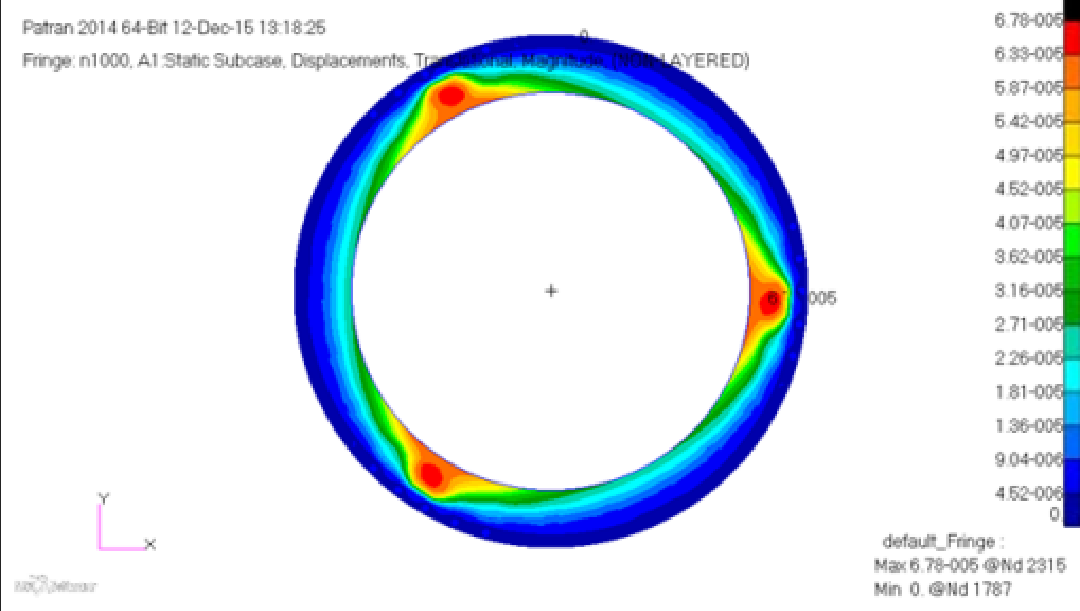 Patran 2014 64-Bit 12-Dec-15 13:18:25
Fringe: n1000, A1:Static Subcase, Displacements, Translational, Magnitude, (NON-LAYERED)
0
005
6.78-005
6.33-005
5.87-005
5.42-005
4.97-005
4.52-005
4.07-005
3.62-005
3.16-005
2.71-005
2.26-005
1.81-005
1.36-005
9.04-006
4.52-006
0
Y
X
default_Fringe :
Max 6.78-005 @Nd 2315
Min 0. @Nd 1787